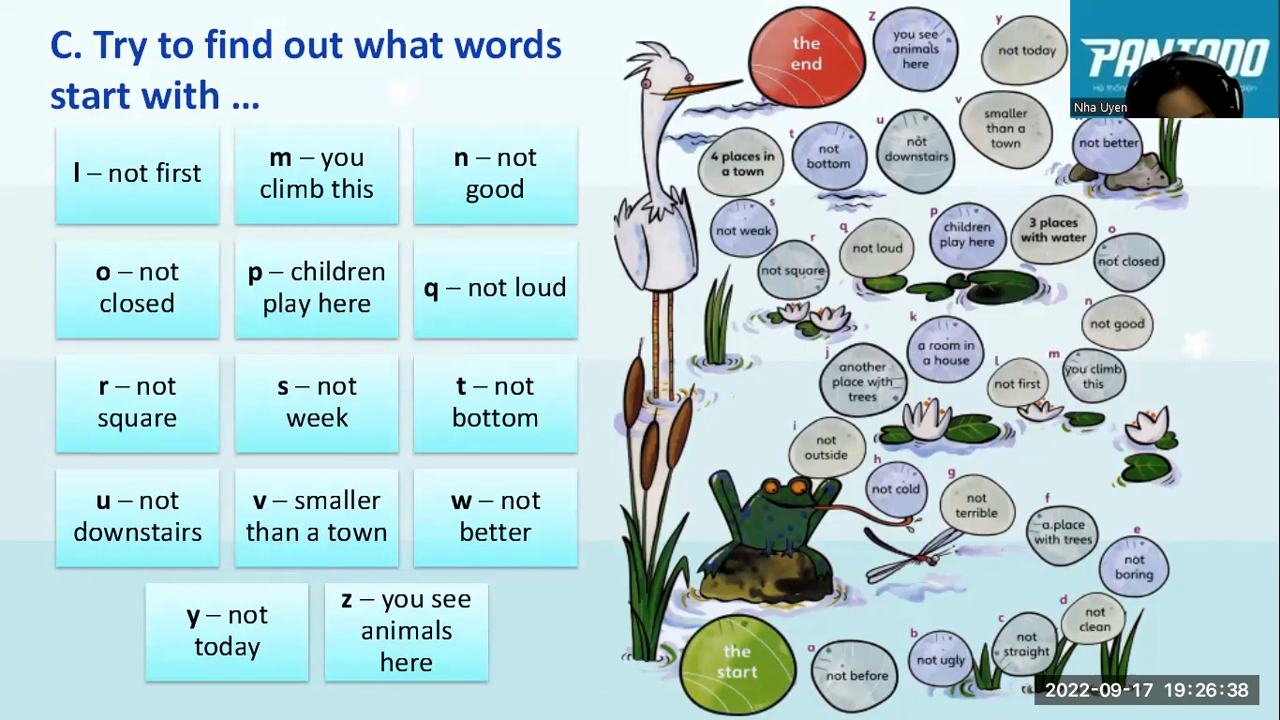 C. Try to find out what words
start with ...
l – not first
m – you
climb this
n – not
good
o – not
closed
p – children
play here
q – not loud
r – not
square
s – not
week
t – not
bottom
u – not
downstairs
v – smaller
than a town
w – not
better
y – not
today
z – you see
animals
here
the
end
z
you see
animals
here
y
not today
PANTADO
Nha Uyen
not better
v
smaller
than a
town
u
not
downstairs
t
not
bottom
4 places in
a town
s
not weak
r
not square
q
not loud
p
children
play here
3 places
with water
o
not closed
n
not good
m
you climb
this
l
not first
k
a room in
a house
j
another
place with
trees
i
not
outside
h
not cold
g
not
terrible
f
a place
with trees
e
not
boring
d
not
clean
c
not
straight
b
not ugly
a
not before
the
start
2022-09-17 19:26:38